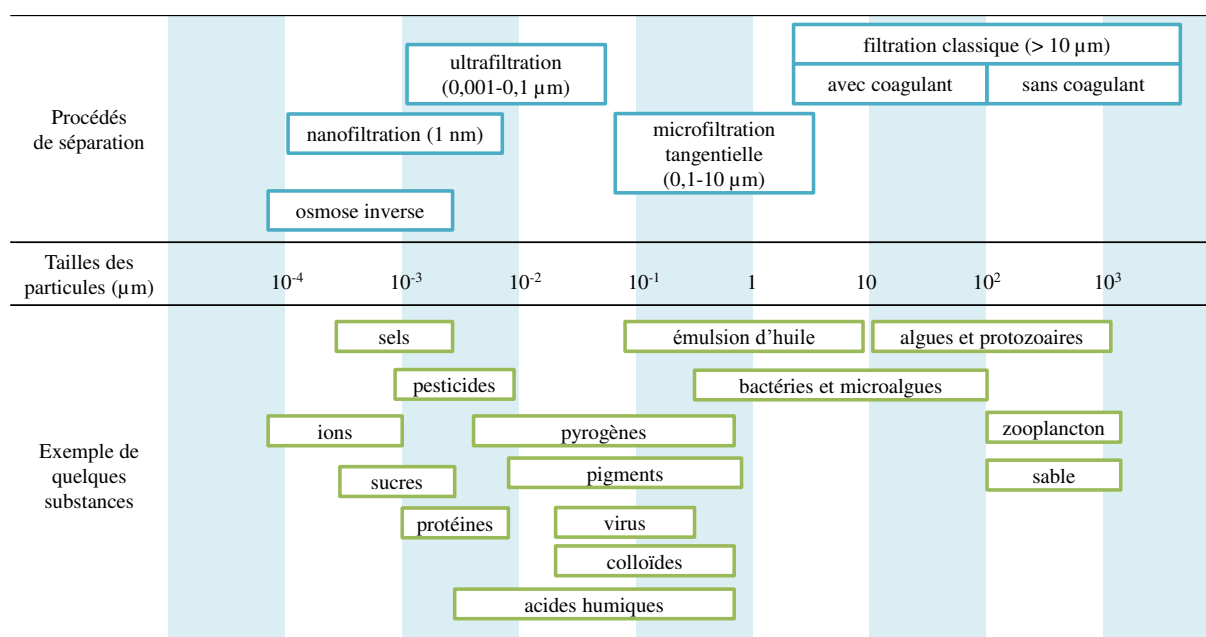 filtration classique (> 10 µm)
ultrafiltration
(0,001-0,1 µm)
avec coagulant
sans coagulant
Procédés
de séparation
nanofiltration (1 nm)
microfiltration
tangentielle
(0,1-10 µm)
osmose inverse
Tailles des
particules (µm)
10⁻⁴ 10⁻³ 10⁻² 10⁻¹ 1 10 10² 10³
sels
émulsion d’huile
algues et protozoaires
pesticides
bactéries et microalgues
Exemple de
quelques
substances
ions
pyrogènes
zooplancton
sucres
pigments
sable
protéines
virus
colloïdes
acides humiques